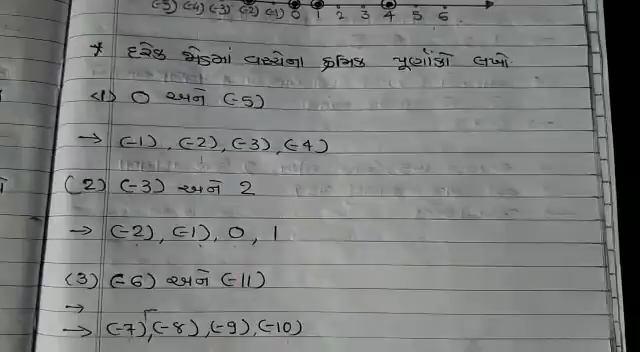 (-5) (-4) (-3) (-2) (-1) 0 1 2 3 4 5 6
* દરેક જોડમાં વચ્ચેના ક્રમિક પૂર્ણાંકો લખો
(1) 0 અને (-5)
→ (-1), (-2), (-3), (-4)
(2) (-3) અને 2
→ (-2), (-1), 0, 1
(3) (-6) અને (-11)
→
→ (-7), (-8), (-9), (-10)